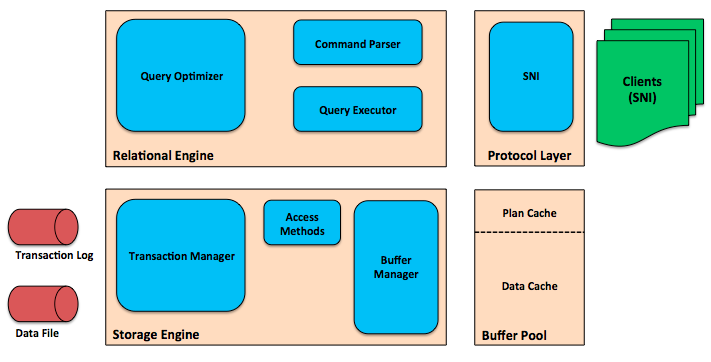 Query Optimizer
Command Parser
Query Executor
Relational Engine
SNI
Protocol Layer
Clients
(SNI)
Transaction Log
Data File
Transaction Manager
Access
Methods
Buffer
Manager
Storage Engine
Plan Cache
Data Cache
Buffer Pool